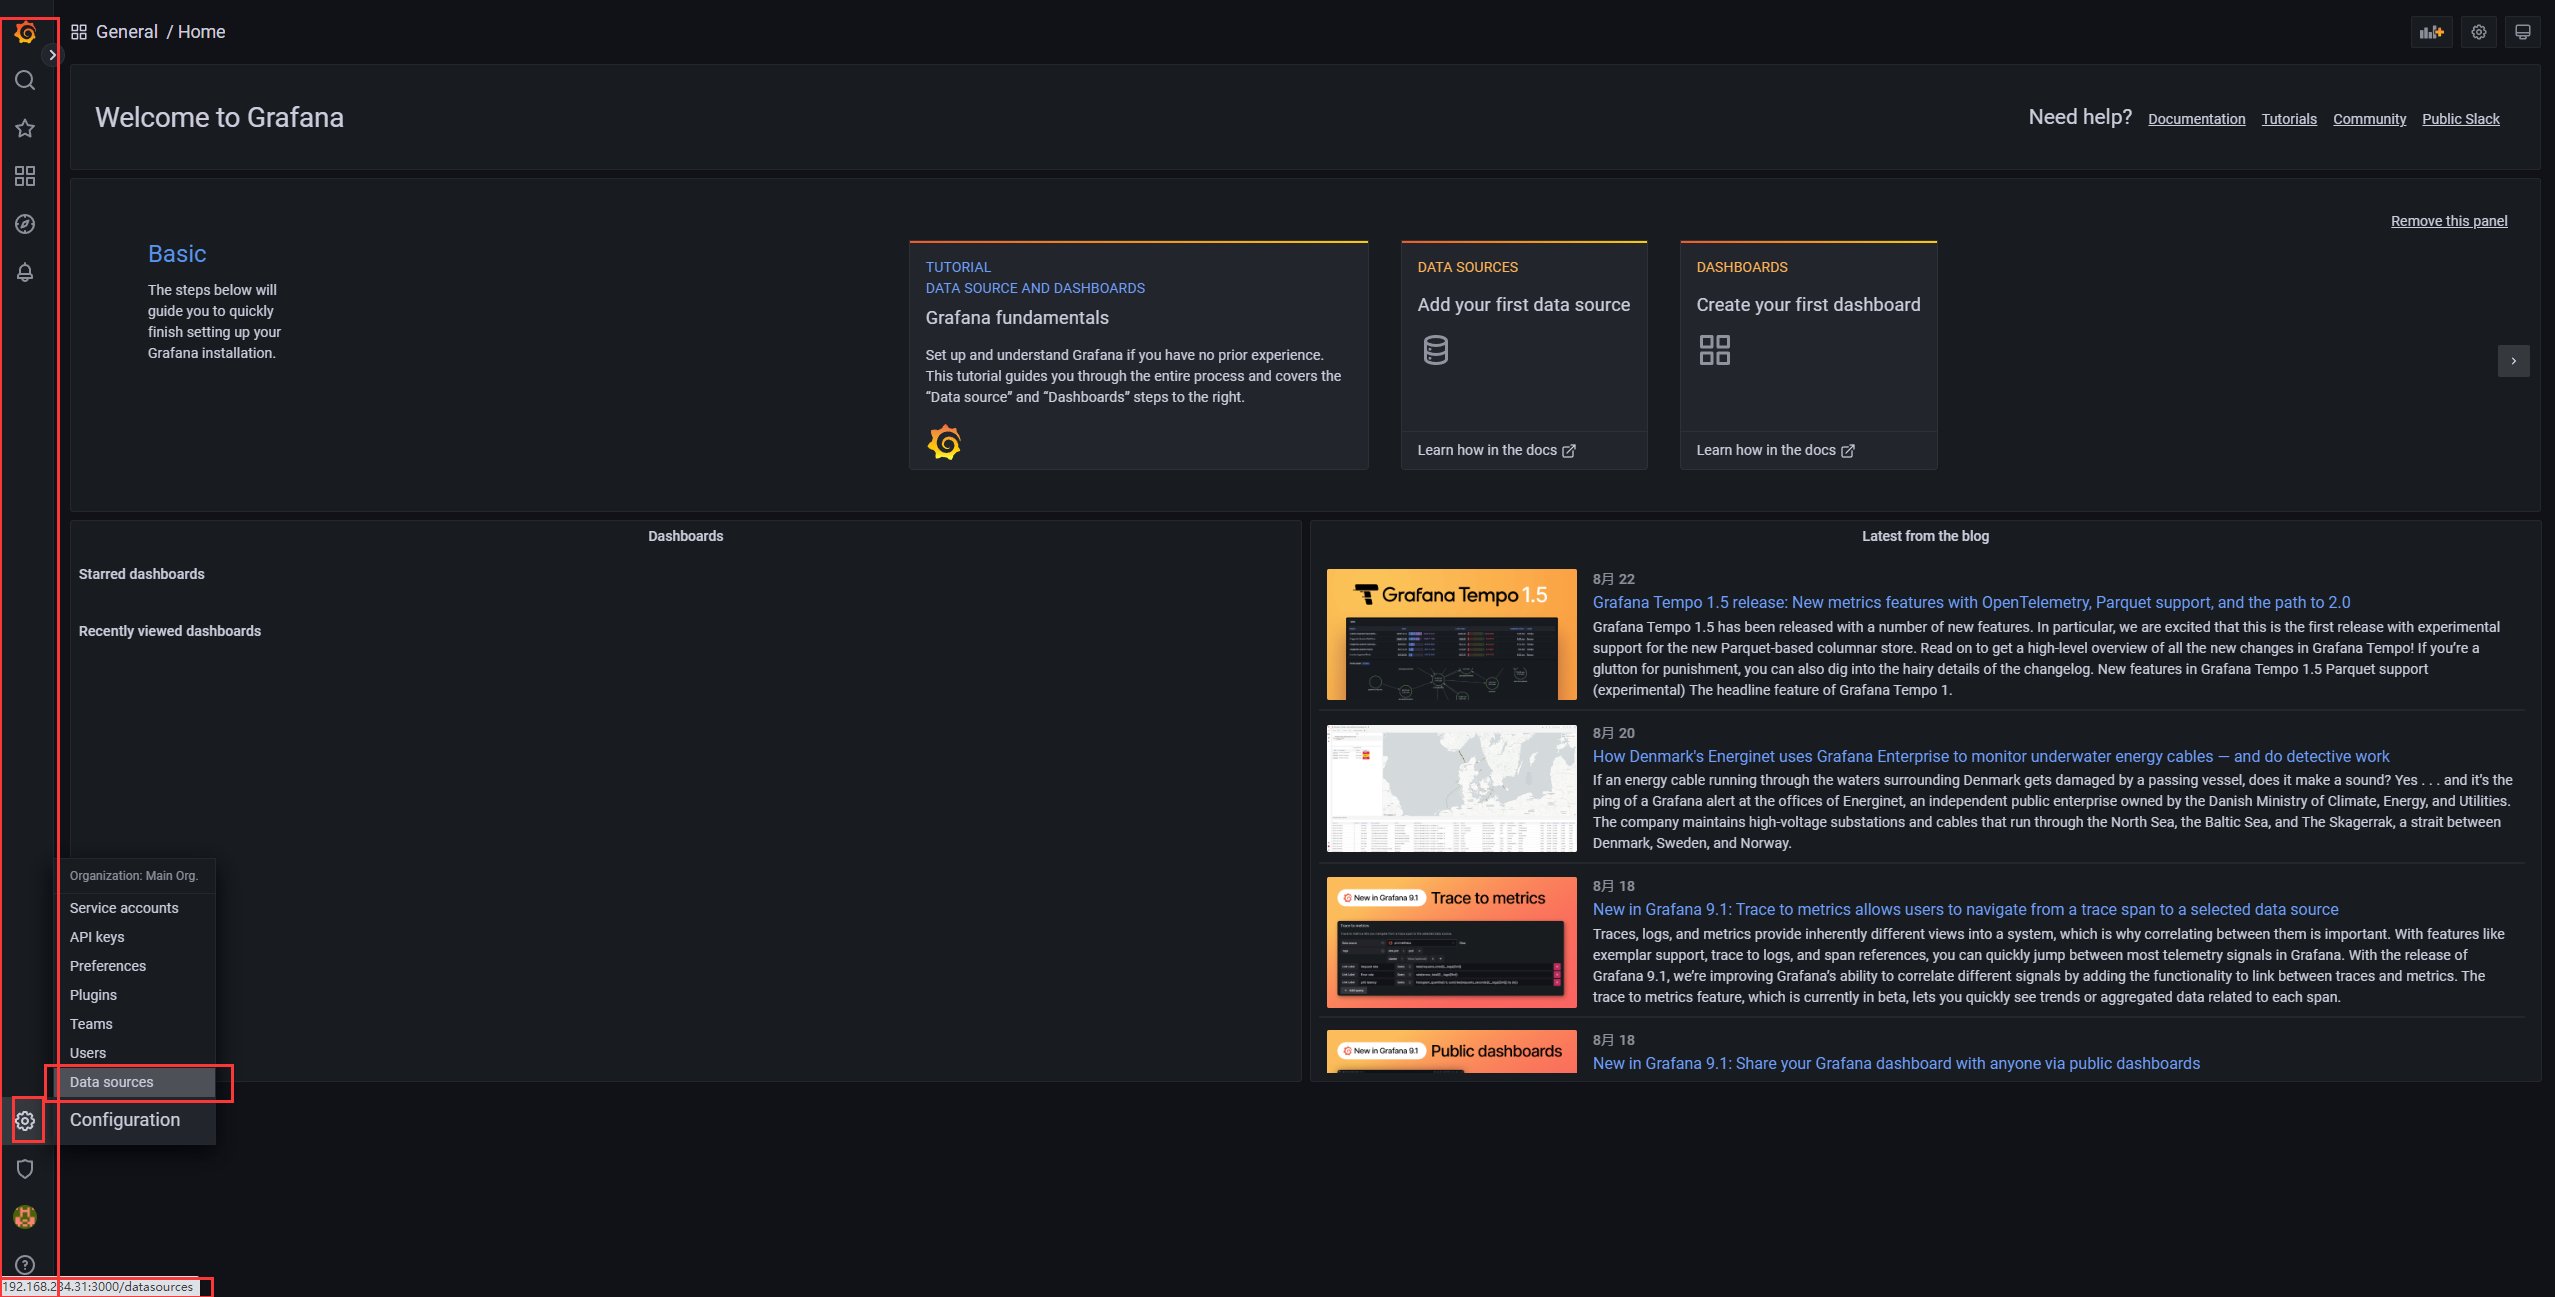 General / Home
Welcome to Grafana
Need help? Documentation Tutorials Community Public Slack
Remove this panel
Basic
The steps below will
guide you to quickly
finish setting up your
Grafana installation.
TUTORIAL
DATA SOURCE AND DASHBOARDS
Grafana fundamentals
Set up and understand Grafana if you have no prior experience.
This tutorial guides you through the entire process and covers the
“Data source” and “Dashboards” steps to the right.
DATA SOURCES
Add your first data source
Learn how in the docs
DASHBOARDS
Create your first dashboard
Learn how in the docs
Dashboards
Starred dashboards
Recently viewed dashboards
Latest from the blog
Grafana Tempo 1.5
8月 22
Grafana Tempo 1.5 release: New metrics features with OpenTelemetry, Parquet support, and the path to 2.0
Grafana Tempo 1.5 has been released with a number of new features. In particular, we are excited that this is the first release with experimental
support for the new Parquet-based columnar store. Read on to get a high-level overview of all the new changes in Grafana Tempo! If you’re a
glutton for punishment, you can also dig into the hairy details of the changelog. New features in Grafana Tempo 1.5 Parquet support
(experimental) The headline feature of Grafana Tempo 1.
8月 20
How Denmark's Energinet uses Grafana Enterprise to monitor underwater energy cables — and do detective work
If an energy cable running through the waters surrounding Denmark gets damaged by a passing vessel, does it make a sound? Yes . . . and it’s the
ping of a Grafana alert at the offices of Energinet, an independent public enterprise owned by the Danish Ministry of Climate, Energy, and Utilities.
The company maintains high-voltage substations and cables that run through the North Sea, the Baltic Sea, and The Skagerrak, a strait between
Denmark, Sweden, and Norway.
New in Grafana 9.1 Trace to metrics
8月 18
New in Grafana 9.1: Trace to metrics allows users to navigate from a trace span to a selected data source
Traces, logs, and metrics provide inherently different views into a system, which is why correlating between them is important. With features like
exemplar support, trace to logs, and span references, you can quickly jump between most telemetry signals in Grafana. With the release of
Grafana 9.1, we’re improving Grafana’s ability to correlate different signals by adding the functionality to link between traces and metrics. The
trace to metrics feature, which is currently in beta, lets you quickly see trends or aggregated data related to each span.
New in Grafana 9.1 Public dashboards
8月 18
New in Grafana 9.1: Share your Grafana dashboard with anyone via public dashboards
Organization: Main Org.
Service accounts
API keys
Preferences
Plugins
Teams
Users
Data sources
Configuration
192.168.234.31:3000/datasources